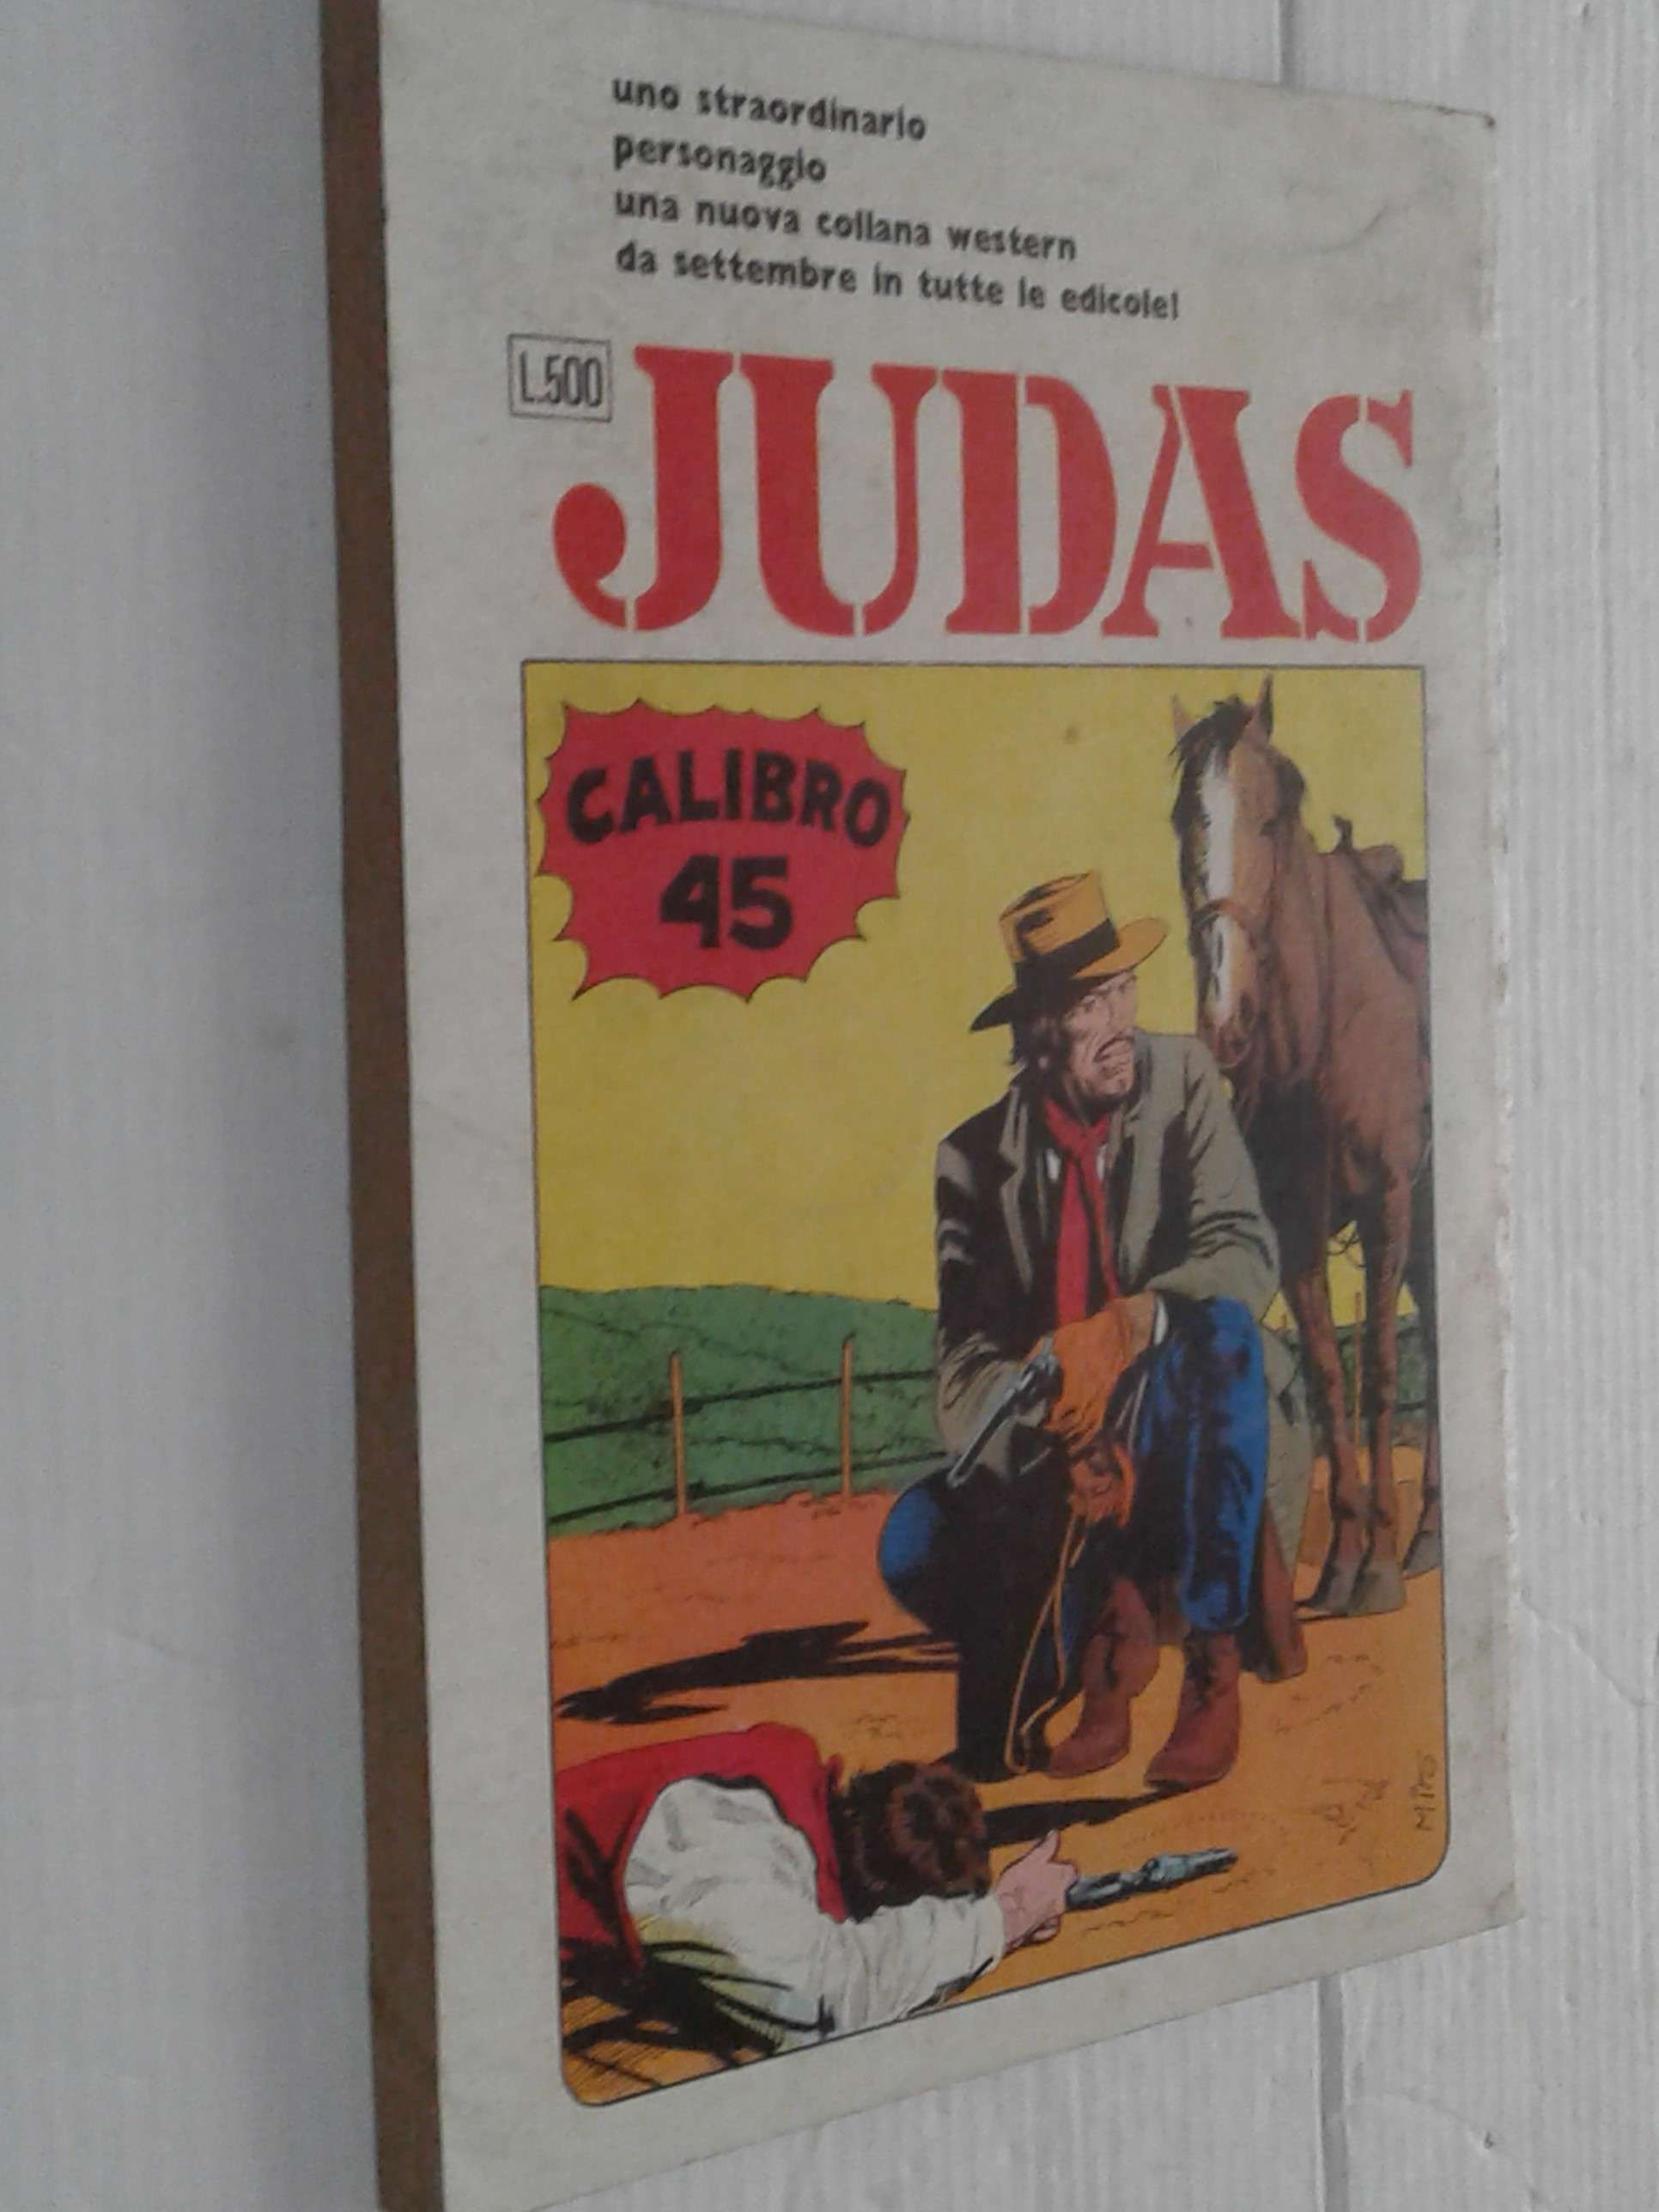 uno straordinario
personaggio
una nuova collana western
da settembre in tutte le edicole!
L.500
JUDAS
CALIBRO
45